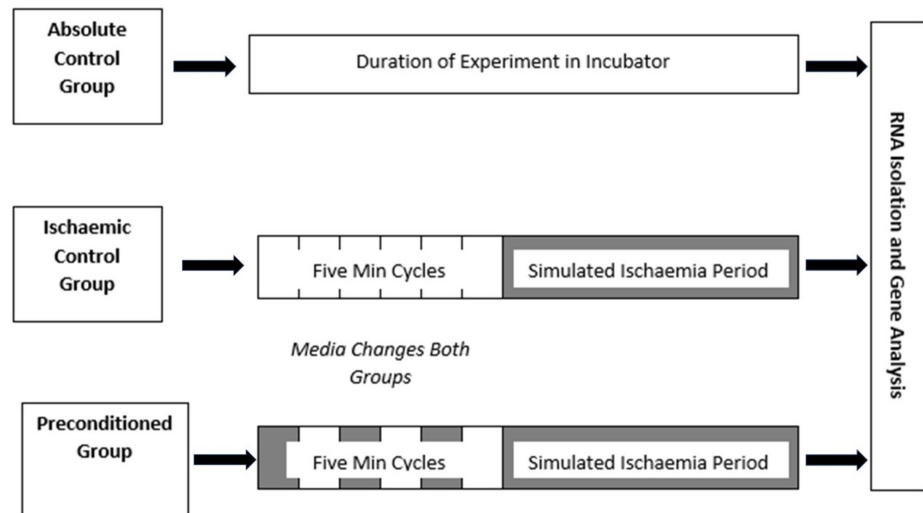 Absolute
Control
Group
Duration of Experiment in Incubator
Ischaemic
Control
Group
Five Min Cycles
Simulated Ischaemia Period
Media Changes Both
Groups
Preconditioned
Group
Five Min Cycles
Simulated Ischaemia Period
RNA Isolation and Gene Analysis